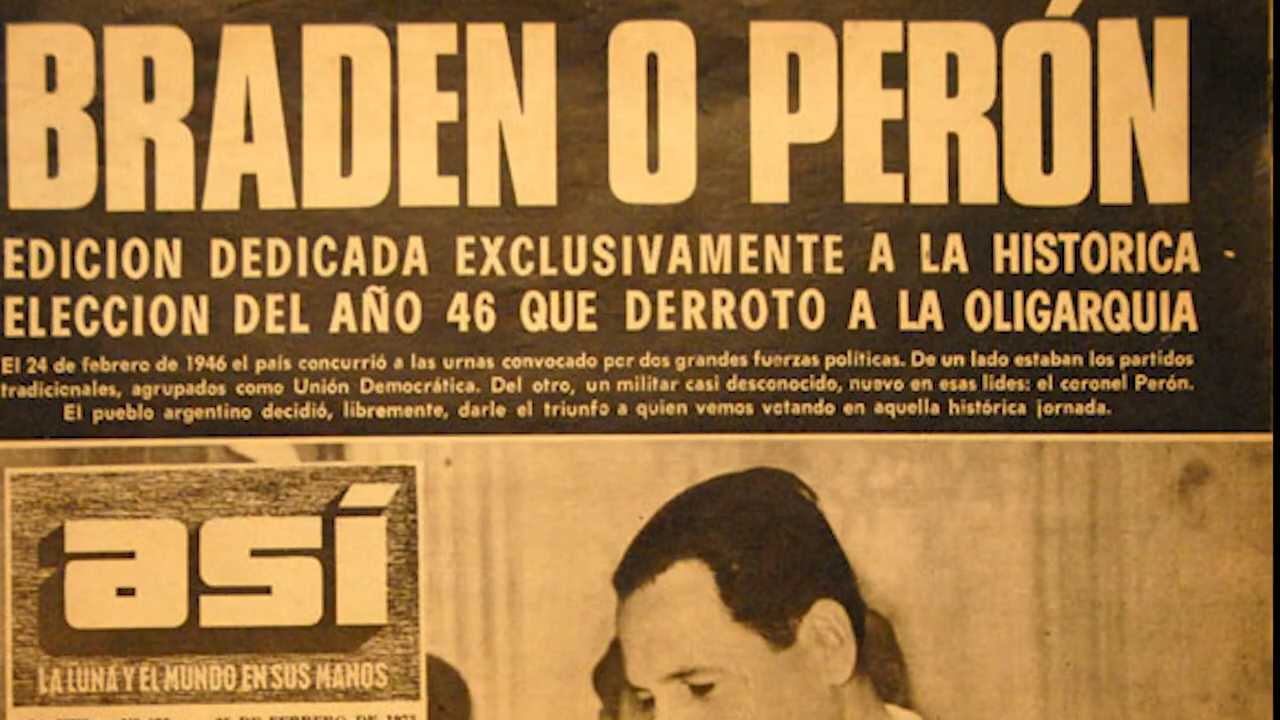 BRADEN O PERÓN
EDICION DEDICADA EXCLUSIVAMENTE A LA HISTORICA
ELECCION DEL AÑO 46 QUE DERROTO A LA OLIGARQUIA
El 24 de febrero de 1946 el país concurrió a las urnas convocado por dos grandes fuerzas políticas. De un lado estaban los partidos
tradicionales, agrupados como Unión Democrática. Del otro, un militar casi desconocido, nuevo en esas lides: el coronel Perón.
El pueblo argentino decidió, libremente, darle el triunfo a quien vemos votando en aquella histórica jornada.
así
LA LUNA Y EL MUNDO EN SUS MANOS
DE FEBRERO DE